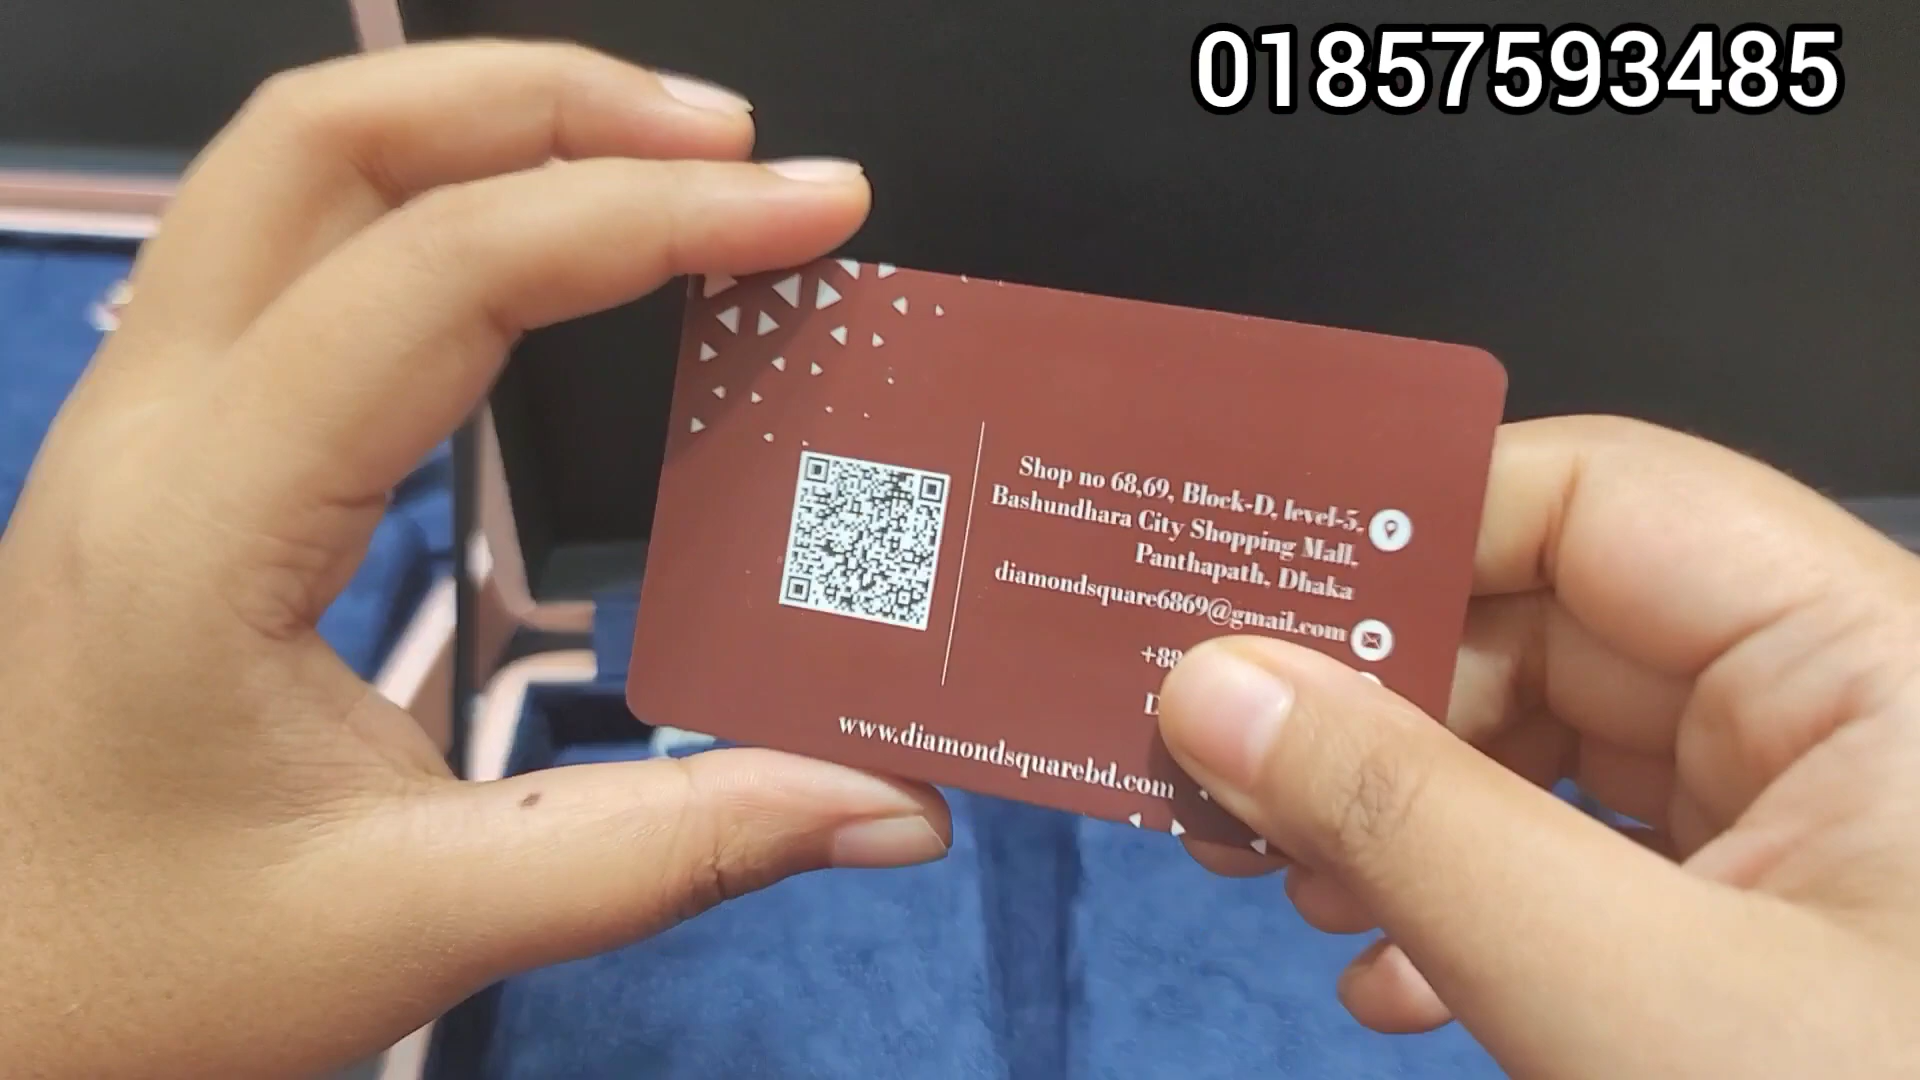 01857593485
Shop no 68,69, Block-D, level-5,
Bashundhara City Shopping Mall,
Panthapath, Dhaka
diamondsquare6869@gmail.com
+88
D
www.diamondsquarebd.com